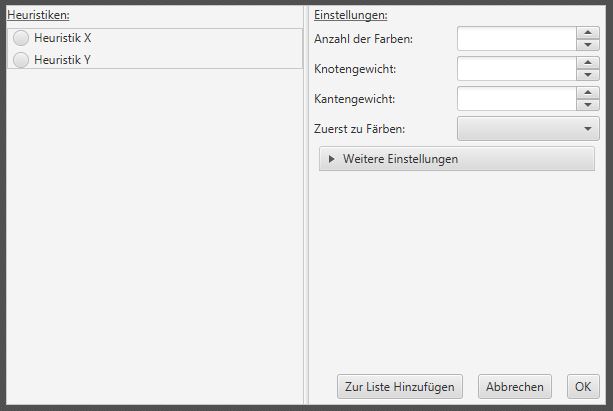 Heuristiken:
Heuristik X
Heuristik Y
Einstellungen:
Anzahl der Farben:
Knotengewicht:
Kantengewicht:
Zuerst zu Färben:
Weitere Einstellungen
Zur Liste Hinzufügen
Abbrechen
OK